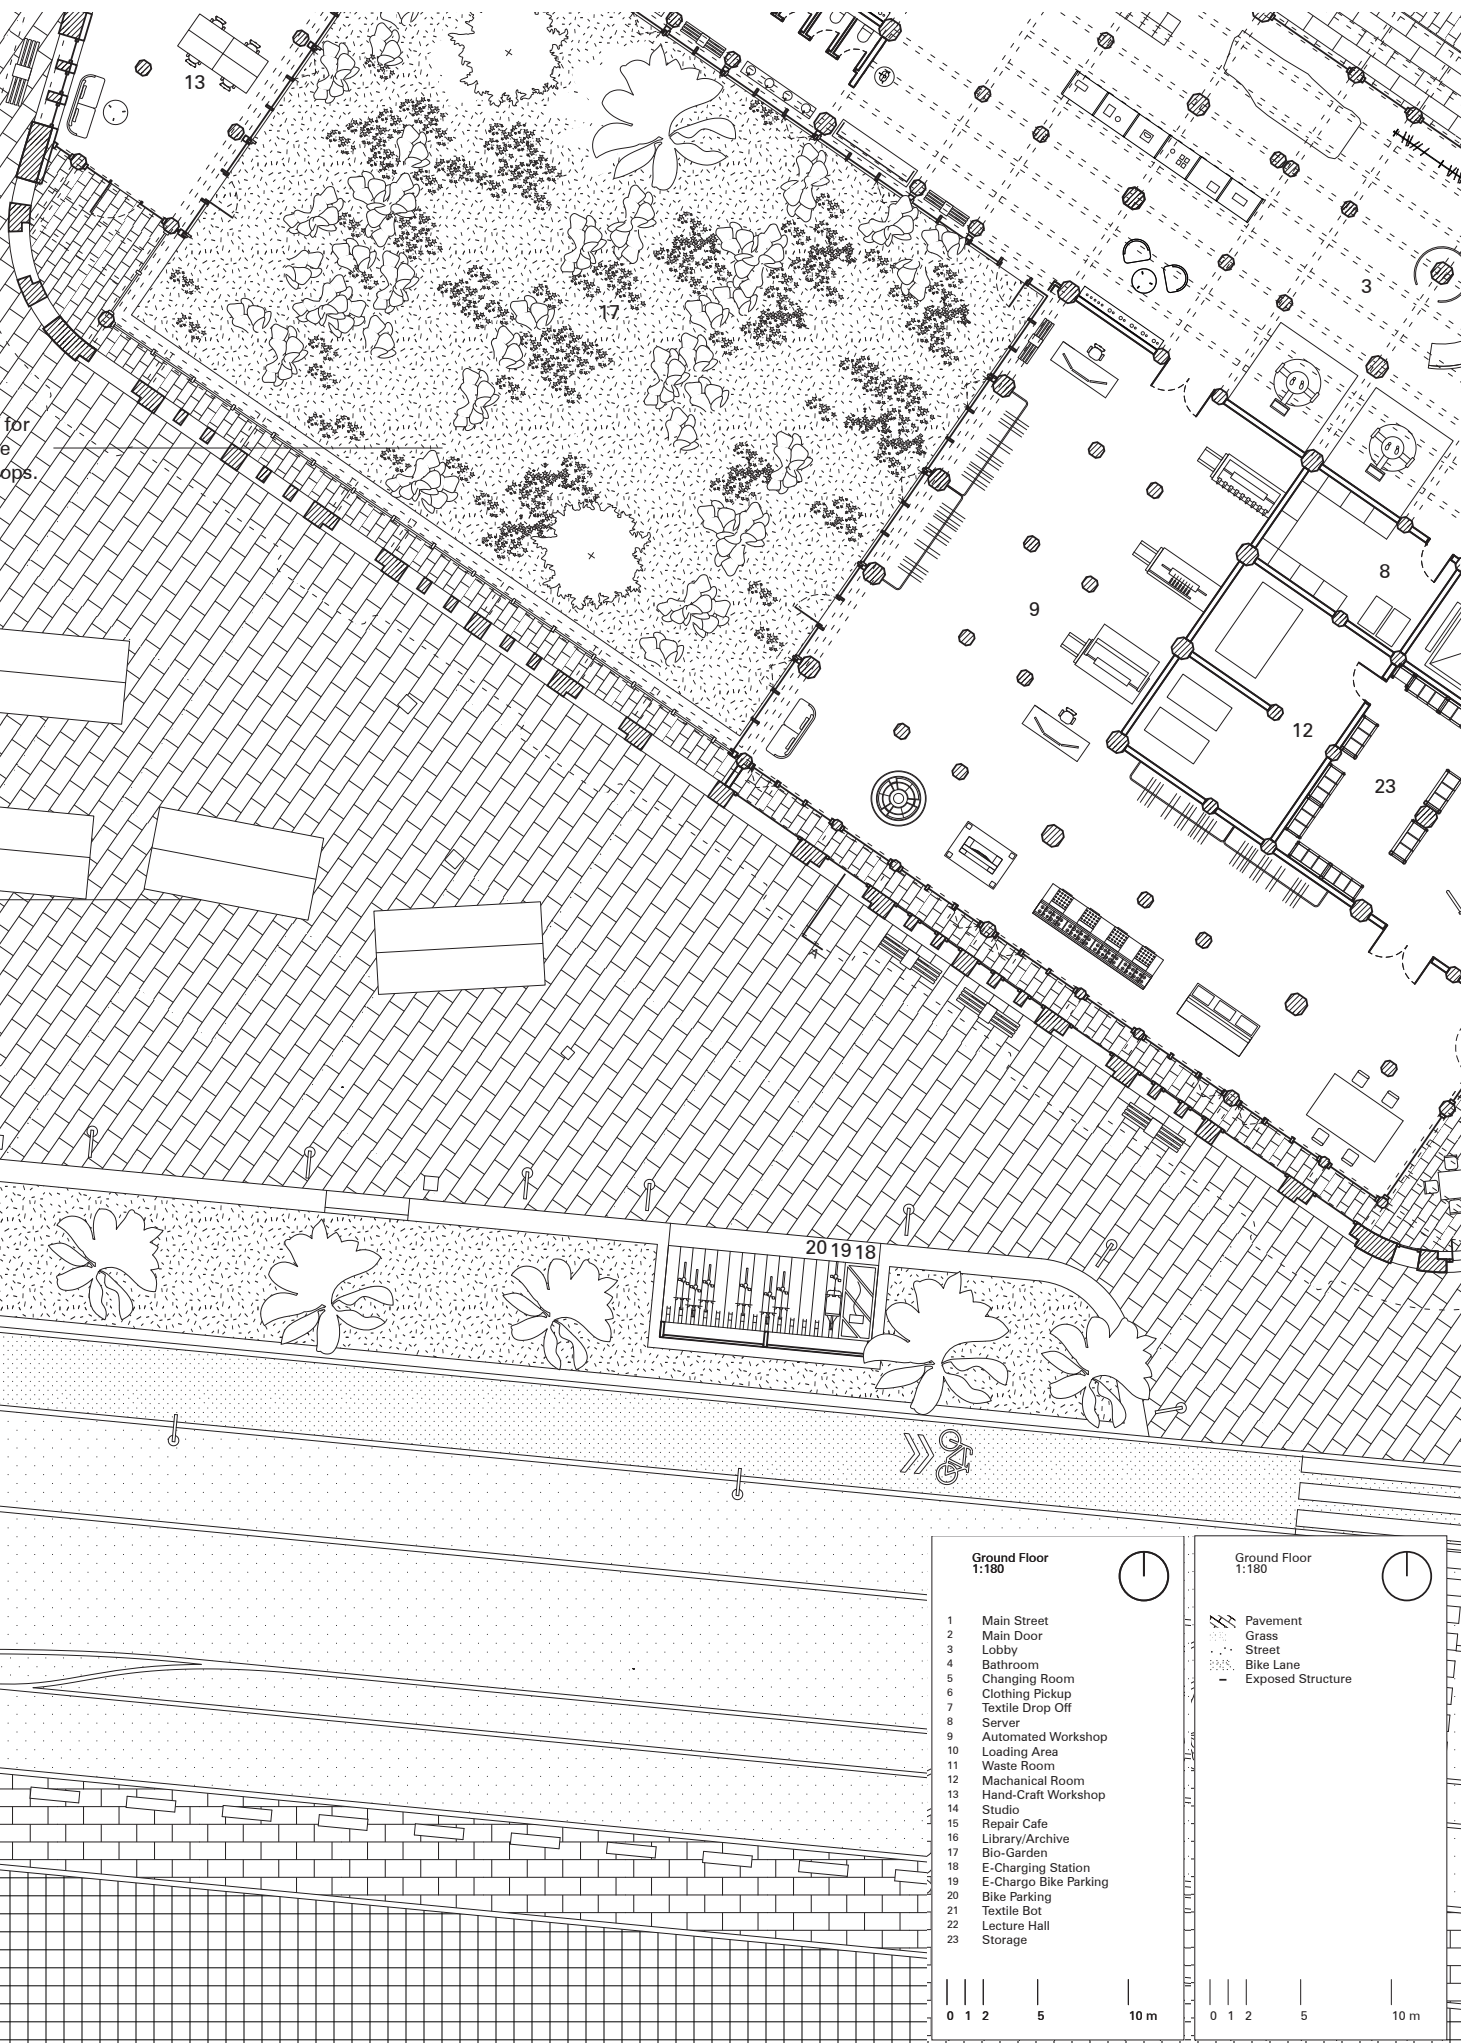 13
17
3
for
e
ops.
8
9
12
23
A
20 19 18
Ground Floor
1:180
1 Main Street
2 Main Door
3 Lobby
4 Bathroom
5 Changing Room
6 Clothing Pickup
7 Textile Drop Off
8 Server
9 Automated Workshop
10 Loading Area
11 Waste Room
12 Machanical Room
13 Hand-Craft Workshop
14 Studio
15 Repair Cafe
16 Library/Archive
17 Bio-Garden
18 E-Charging Station
19 E-Chargo Bike Parking
20 Bike Parking
21 Textile Bot
22 Lecture Hall
23 Storage
0 1 2 5 10 m
Ground Floor
1:180
Pavement
Grass
Street
Bike Lane
Exposed Structure
0 1 2 5 10 m